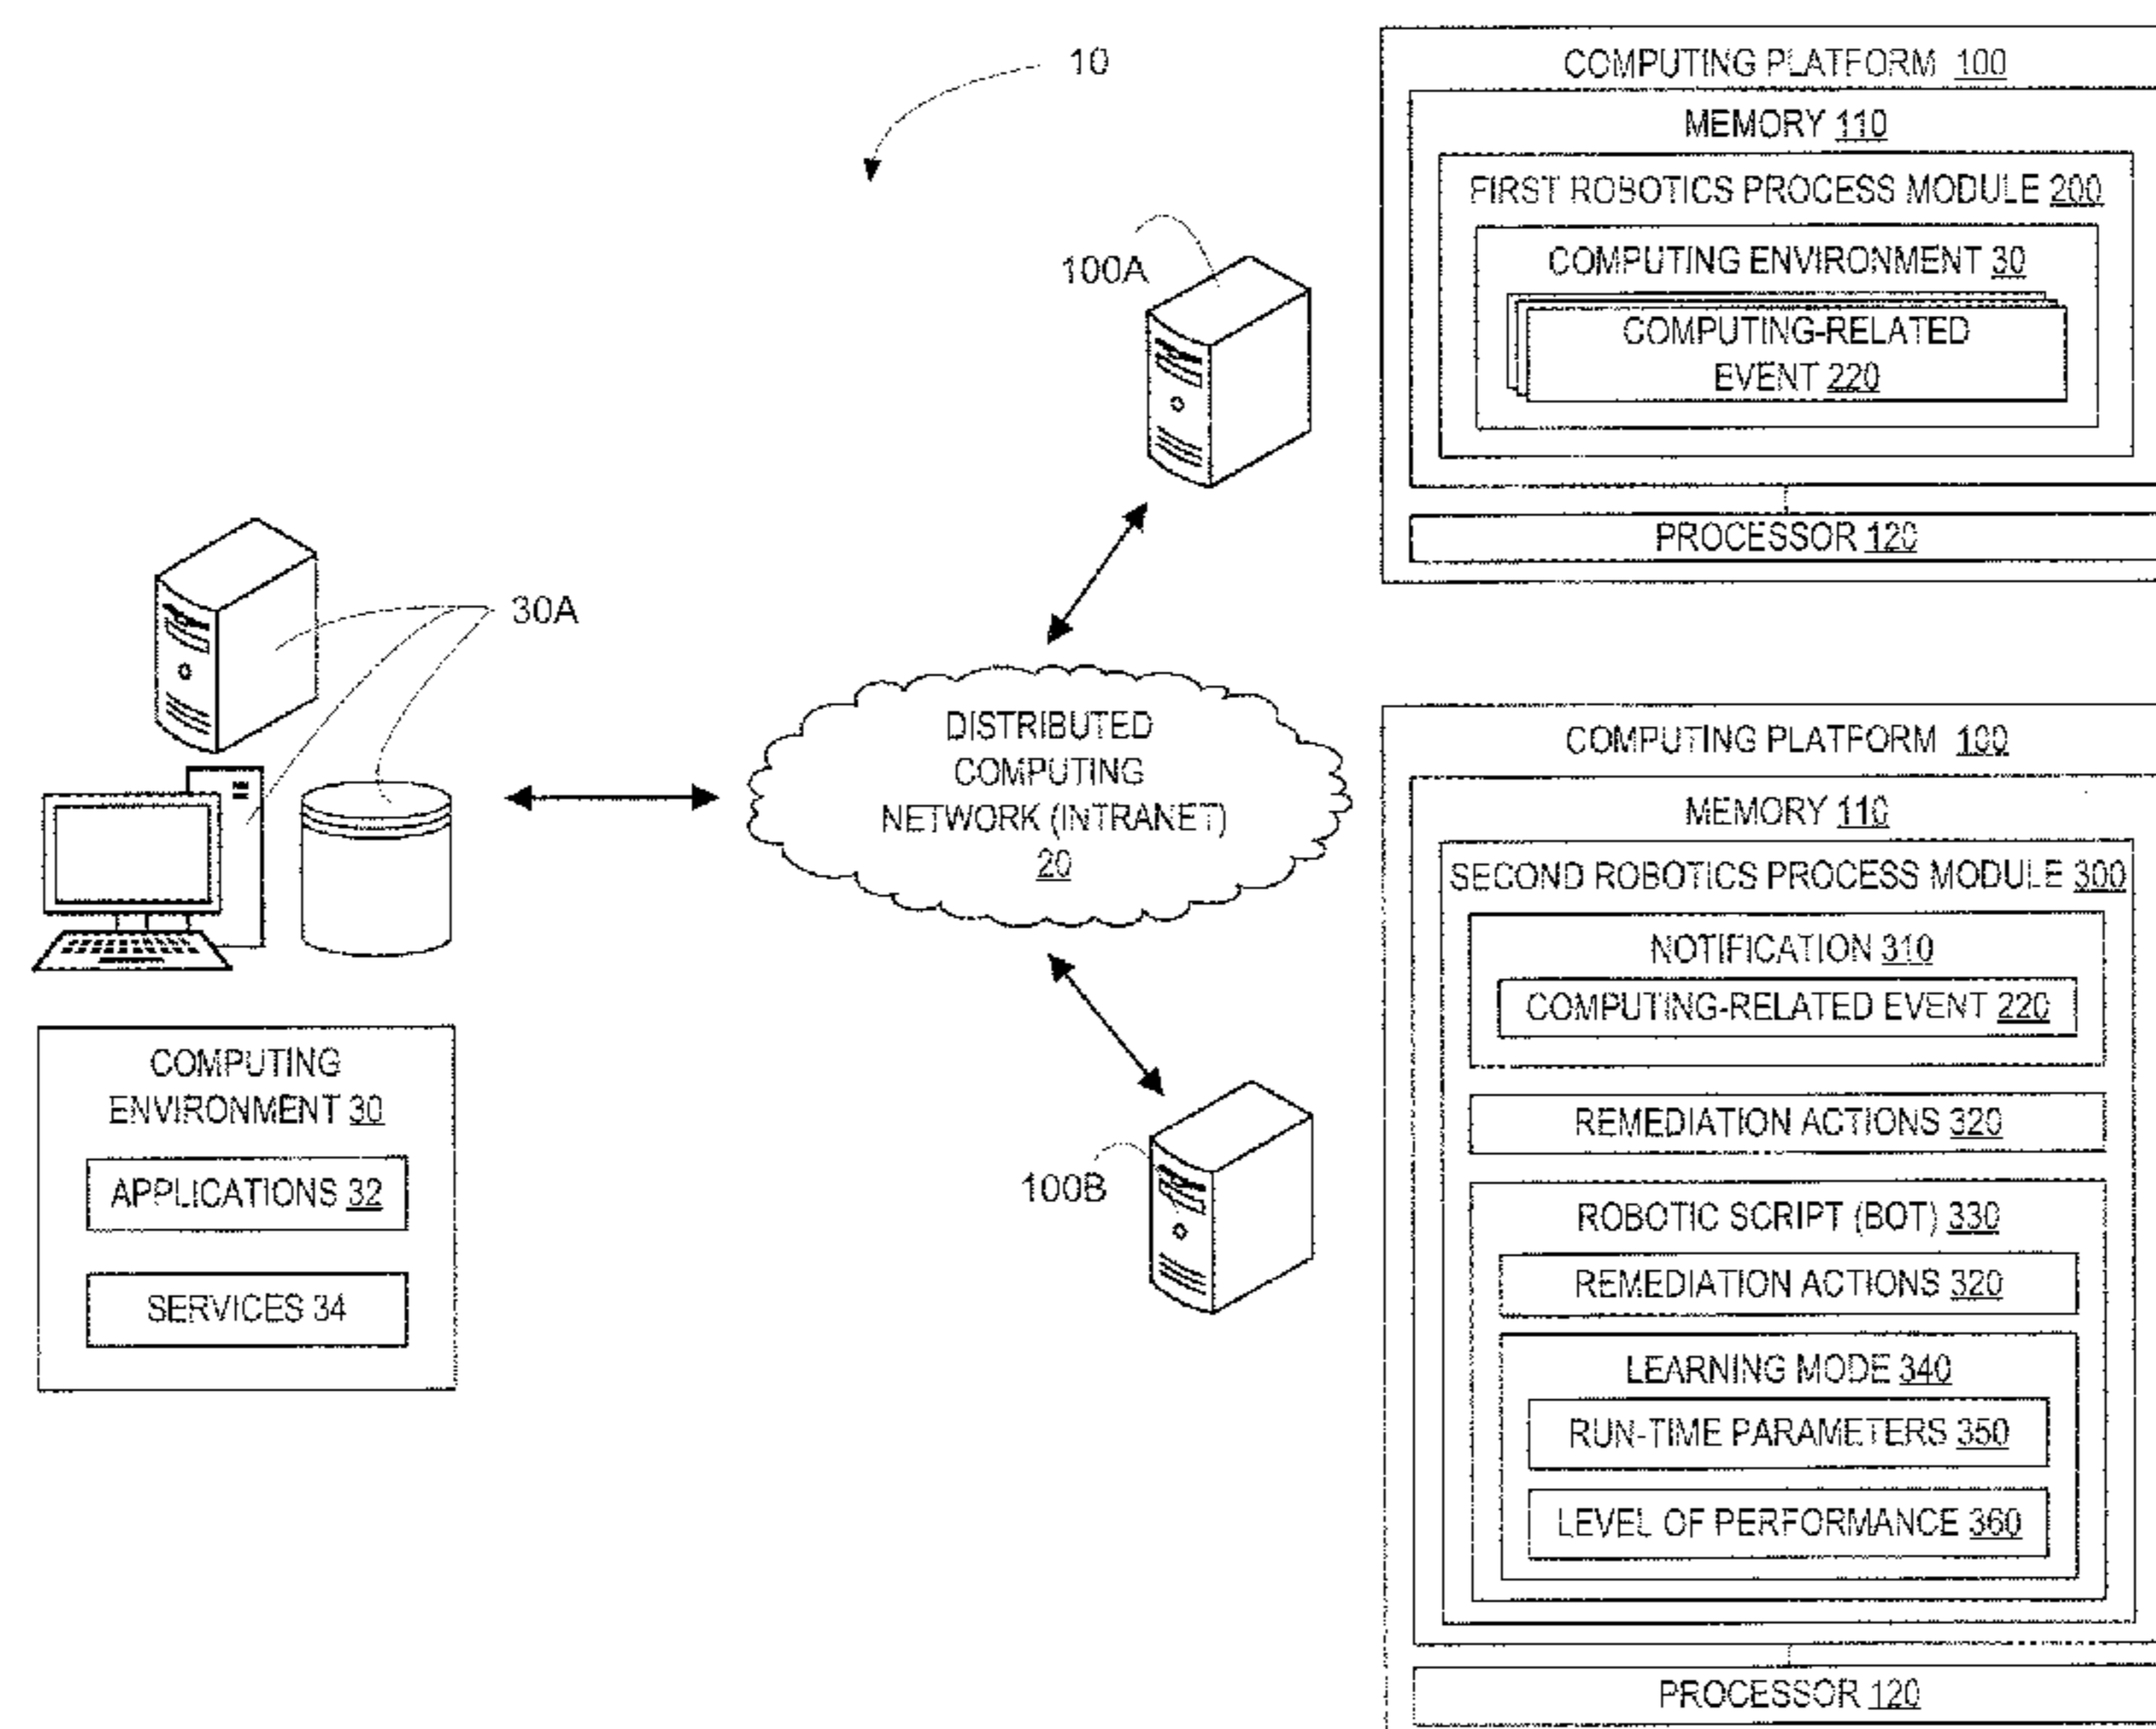 10
100A
30A
DISTRIBUTED
COMPUTING
NETWORK (INTRANET)
20
100B
COMPUTING
ENVIRONMENT 30
APPLICATIONS 32
SERVICES 34
COMPUTING PLATFORM 100
MEMORY 110
FIRST ROBOTICS PROCESS MODULE 200
COMPUTING ENVIRONMENT 30
COMPUTING-RELATED
EVENT 220
PROCESSOR 120
COMPUTING PLATFORM 100
MEMORY 110
SECOND ROBOTICS PROCESS MODULE 300
NOTIFICATION 310
COMPUTING-RELATED EVENT 220
REMEDIATION ACTIONS 320
ROBOTIC SCRIPT (BOT) 330
REMEDIATION ACTIONS 320
LEARNING MODE 340
RUN-TIME PARAMETERS 350
LEVEL OF PERFORMANCE 360
PROCESSOR 120